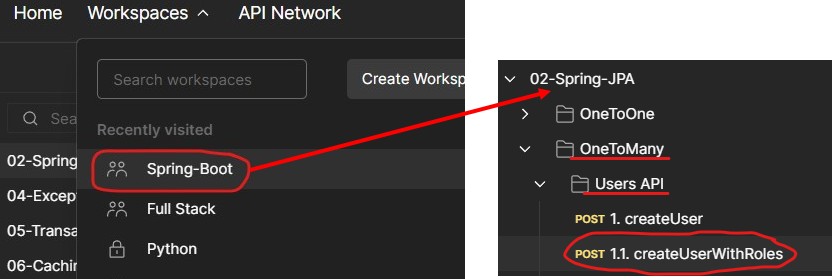 Home Workspaces API Network
Search workspaces
Create Worksp
Sea
Recently visited
02-Spring
Spring-Boot
04-Excep
Full Stack
05-Transa
Python
06-Cachin
02-Spring-JPA
OneToOne
OneToMany
Users API
POST 1. createUser
POST 1.1. createUserWithRoles